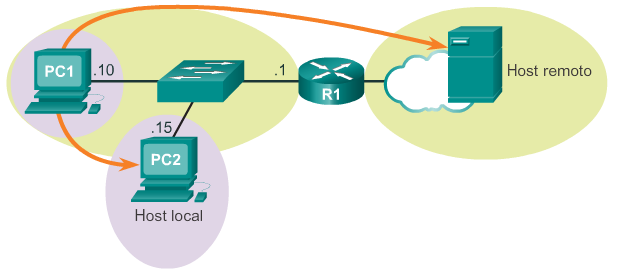 PC1
.10
.1
R1
Host remoto
.15
PC2
Host local